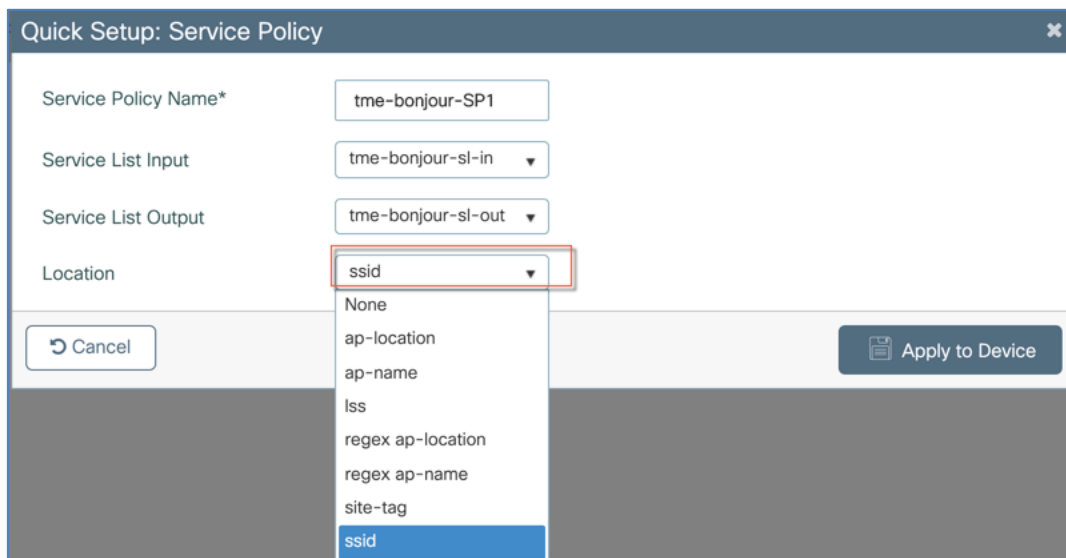 Quick Setup: Service Policy
Service Policy Name* tme-bonjour-SP1
Service List Input tme-bonjour-sl-in
Service List Output tme-bonjour-sl-out
Location ssid
None
ap-location
ap-name
lss
regex ap-location
regex ap-name
site-tag
ssid
Cancel
Apply to Device